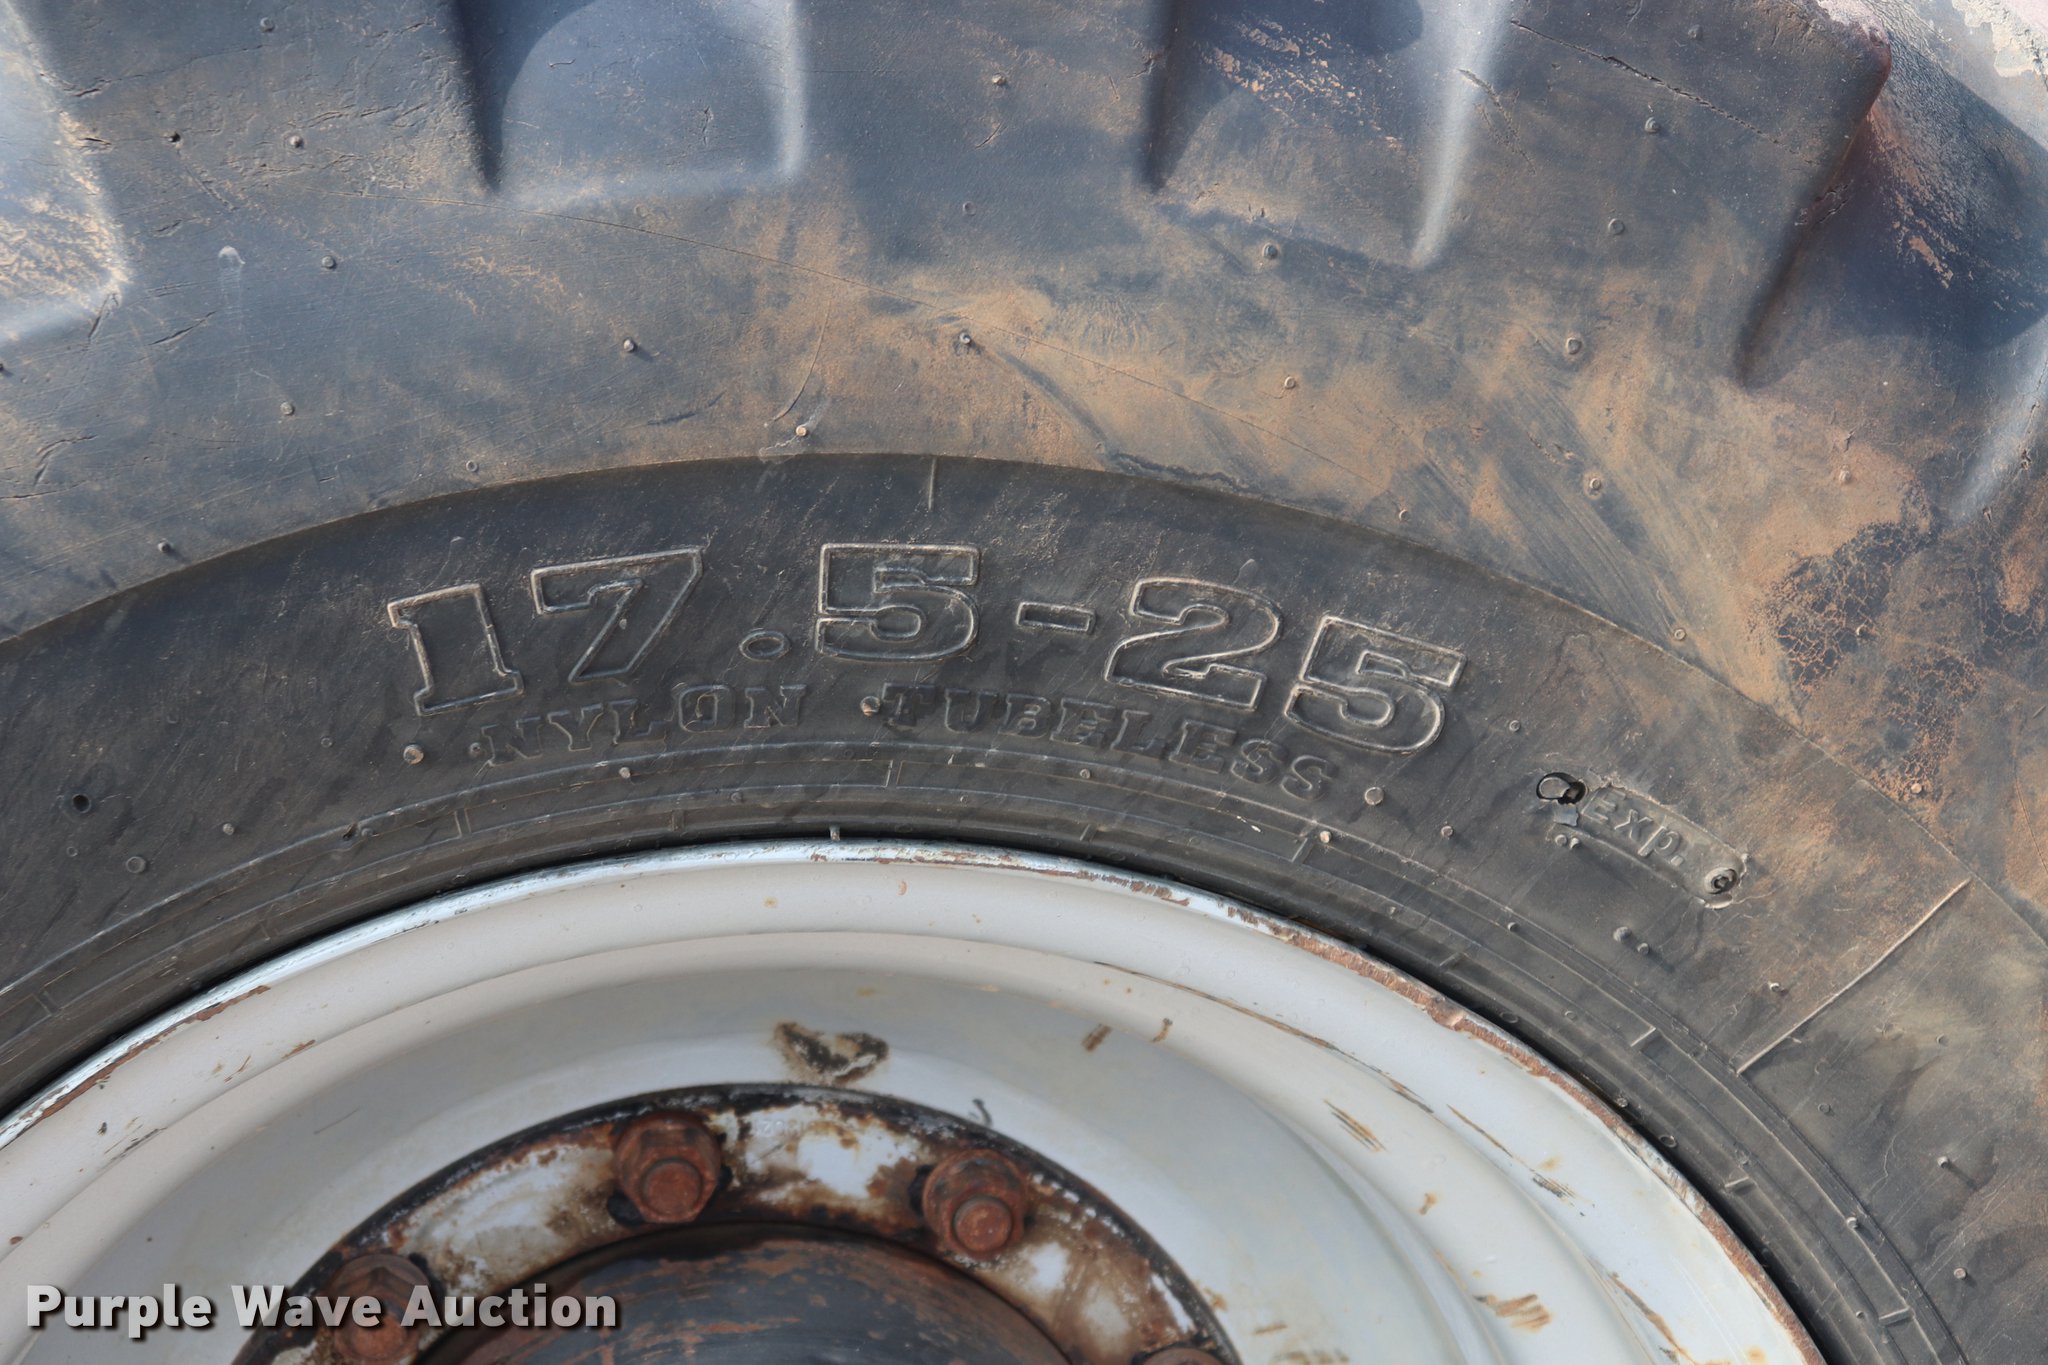 17.5-25
NYLON TUBELESS
Exp.
Purple Wave Auction